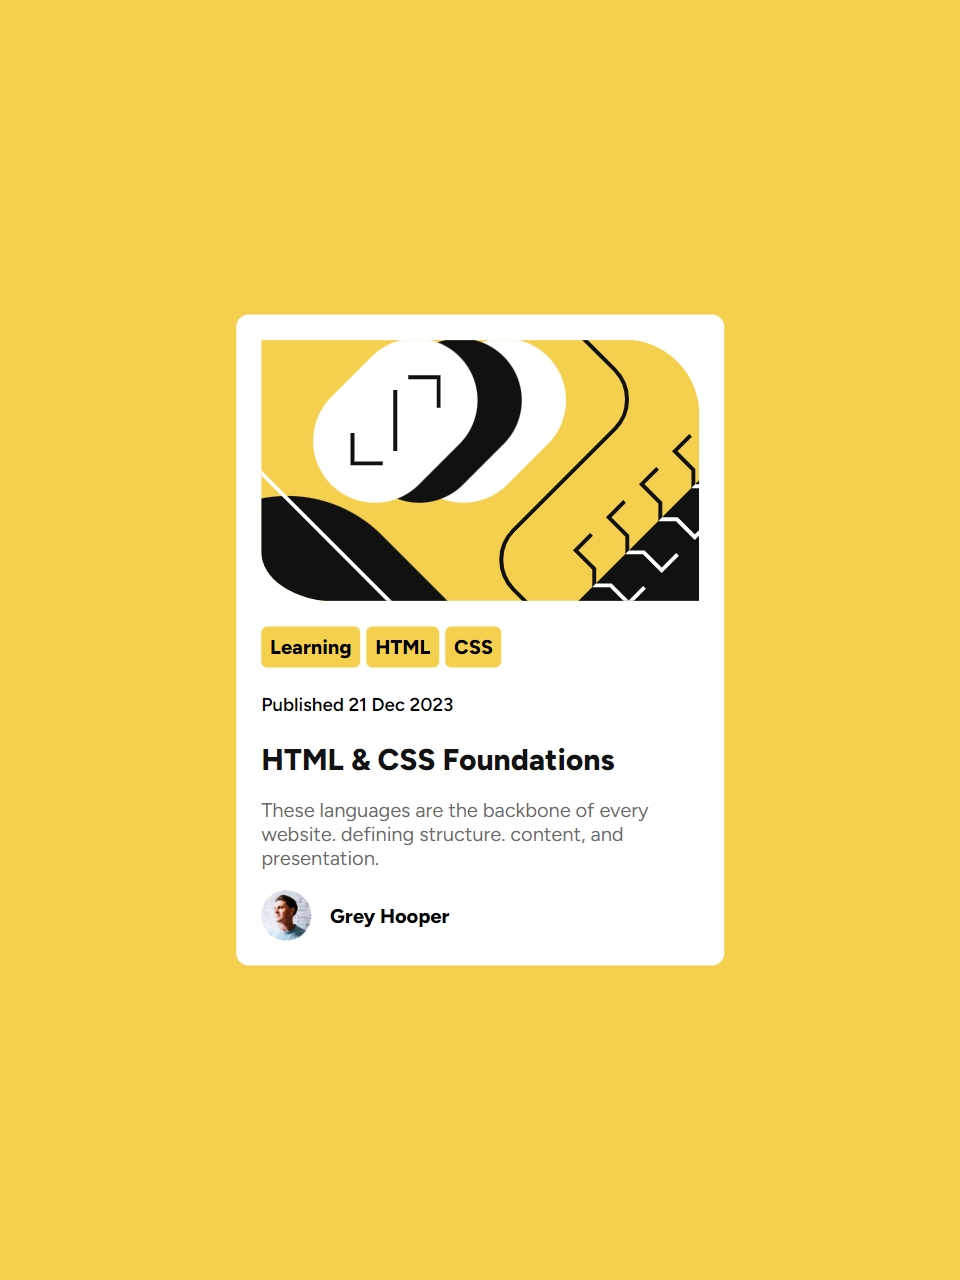 Learning HTML CSS
Published 21 Dec 2023
HTML & CSS Foundations
These languages are the backbone of every
website. defining structure. content, and
presentation.
Grey Hooper